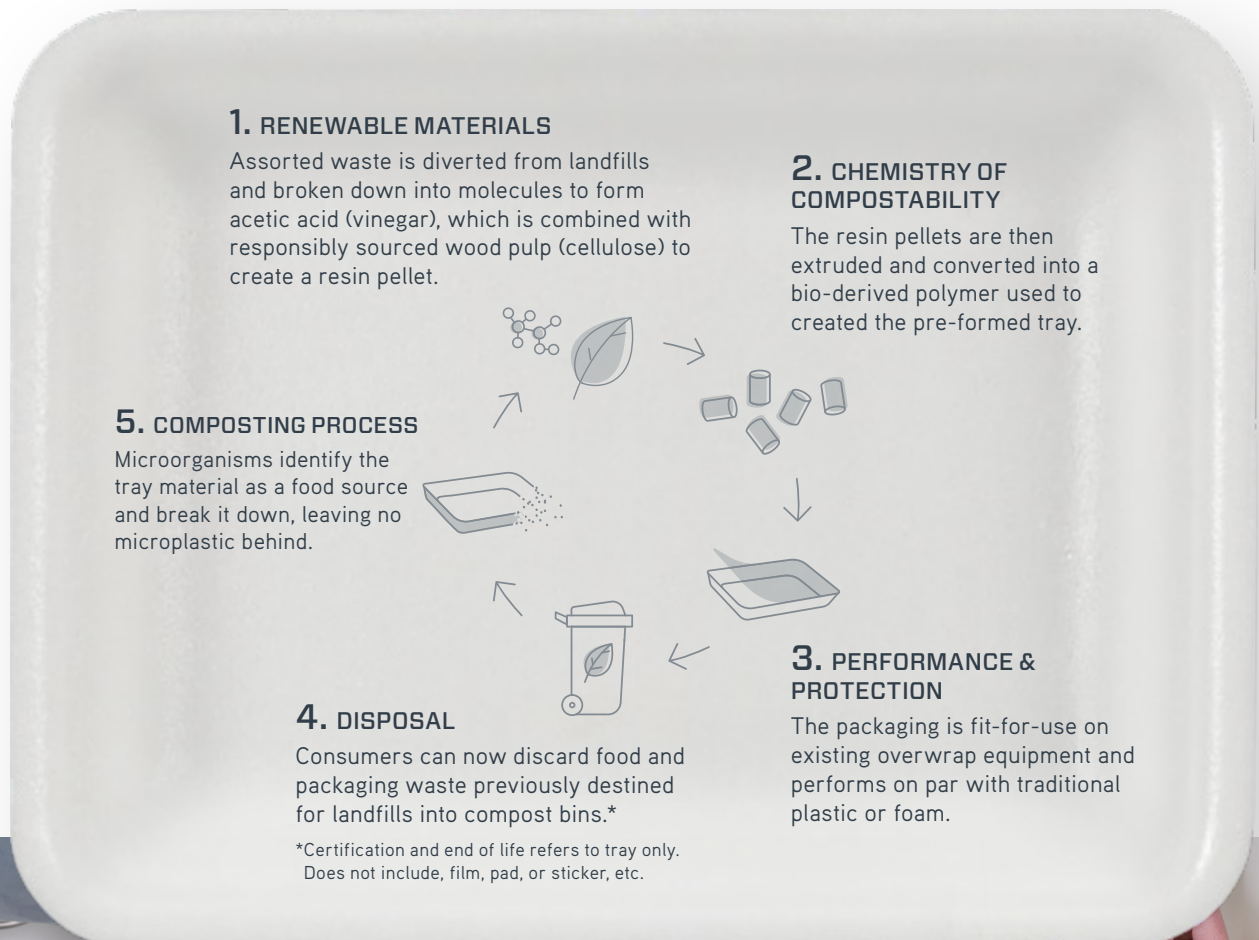 1. RENEWABLE MATERIALS
Assorted waste is diverted from landfills
and broken down into molecules to form
acetic acid (vinegar), which is combined with
responsibly sourced wood pulp (cellulose) to
create a resin pellet.
2. CHEMISTRY OF
COMPOSTABILITY
The resin pellets are then
extruded and converted into a
bio-derived polymer used to
created the pre-formed tray.
3. PERFORMANCE &
PROTECTION
The packaging is fit-for-use on
existing overwrap equipment and
performs on par with traditional
plastic or foam.
4. DISPOSAL
Consumers can now discard food and
packaging waste previously destined
for landfills into compost bins.*
*Certification and end of life refers to tray only.
Does not include, film, pad, or sticker, etc.
5. COMPOSTING PROCESS
Microorganisms identify the
tray material as a food source
and break it down, leaving no
microplastic behind.